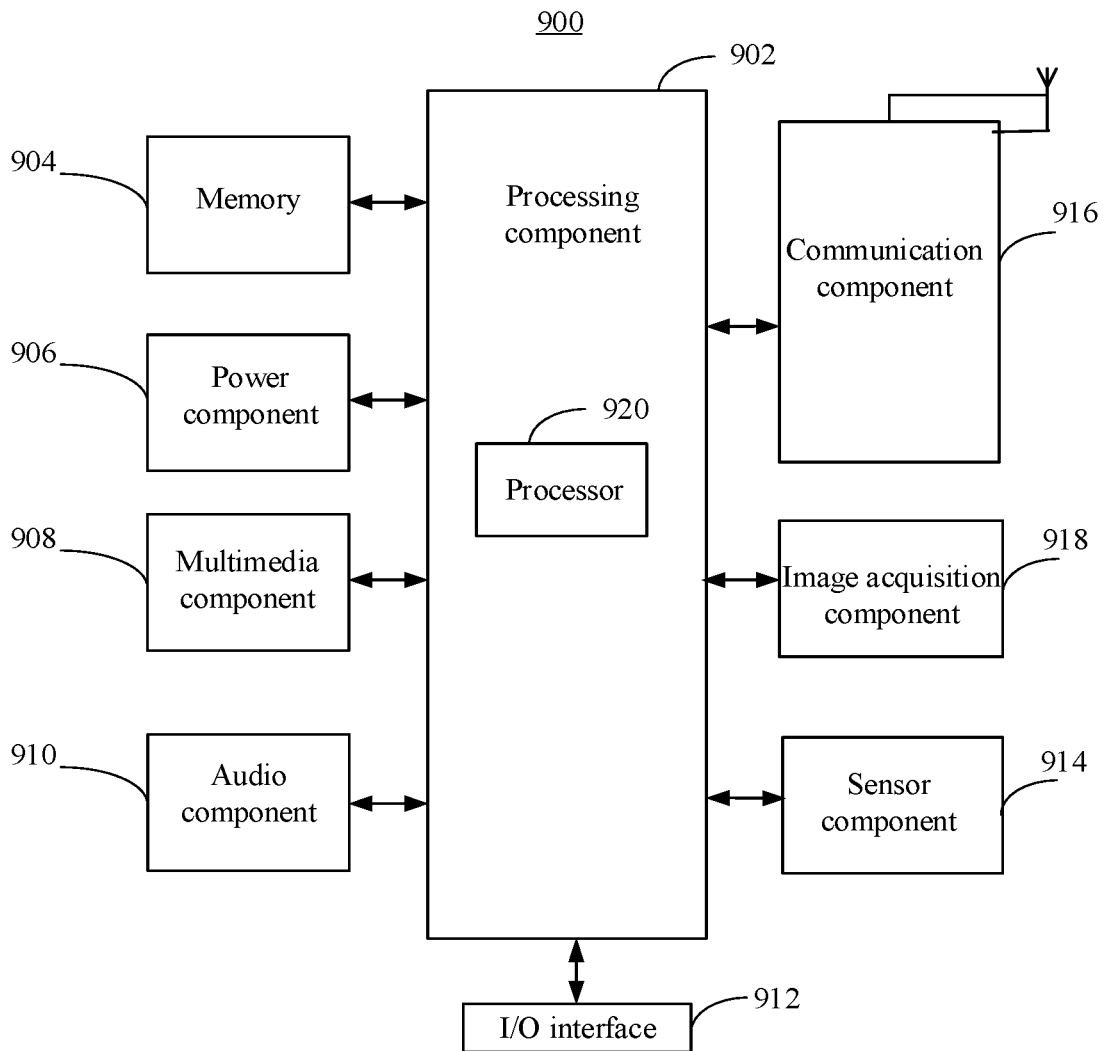 900
902
904
Memory
Processing
component
916
Communication
component
906
Power
component
920
Processor
908
Multimedia
component
918
Image acquisition
component
910
Audio
component
914
Sensor
component
912
I/O interface